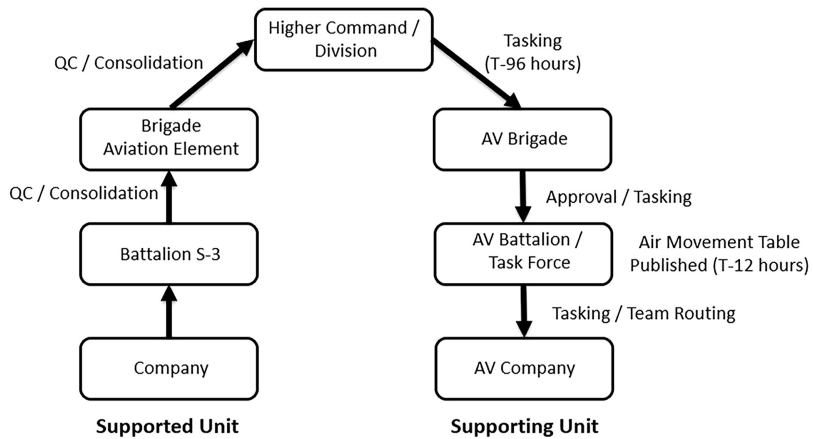 Higher Command /
Division
QC / Consolidation
Tasking
(T-96 hours)
Brigade
Aviation Element
AV Brigade
QC / Consolidation
Approval / Tasking
Battalion S-3
AV Battalion /
Task Force
Air Movement Table
Published (T-12 hours)
Tasking / Team Routing
Company
AV Company
Supported Unit
Supporting Unit